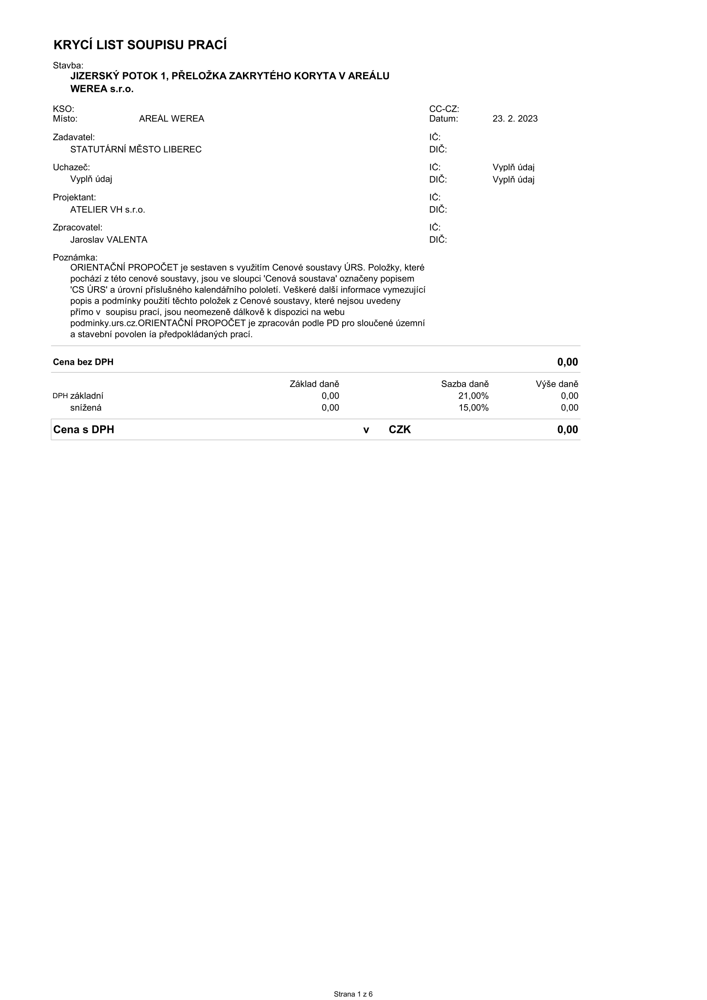 KRYCÍ LIST SOUPISU PRACÍ
Stavba:
JIZERSKÝ POTOK 1, PŘELOŽKA ZAKRYTÉHO KORYTA V AREÁLU
WEREA s.r.o.
KSO: CC-CZ:
Místo: AREÁL WEREA Datum: 23. 2. 2023
Zadavatel: IČ:
STATUTÁRNÍ MĚSTO LIBEREC DIČ:
Uchazeč: IČ: Vyplň údaj
Vyplň údaj DIČ: Vyplň údaj
Projektant: IČ:
ATELIER VH s.r.o. DIČ:
Zpracovatel: IČ:
Jaroslav VALENTA DIČ:
Poznámka:
ORIENTAČNÍ PROPOČET je sestaven s využitím Cenové soustavy ÚRS. Položky, které
pochází z této cenové soustavy, jsou ve sloupci 'Cenová soustava' označeny popisem
'CS ÚRS' a úrovní příslušného kalendářního pololetí. Veškeré další informace vymezující
popis a podmínky použití těchto položek z Cenové soustavy, které nejsou uvedeny
přímo v  soupisu prací, jsou neomezeně dálkově k dispozici na webu
podminky.urs.cz.ORIENTAČNÍ PROPOČET je zpracován podle PD pro sloučené územní
a stavební povolen ía předpokládaných prací.
Cena bez DPH 0,00
Základ daně Sazba daně Výše daně
DPH základní 0,00 21,00% 0,00
snížená 0,00 15,00% 0,00
Cena s DPH v CZK 0,00
Strana 1 z 6